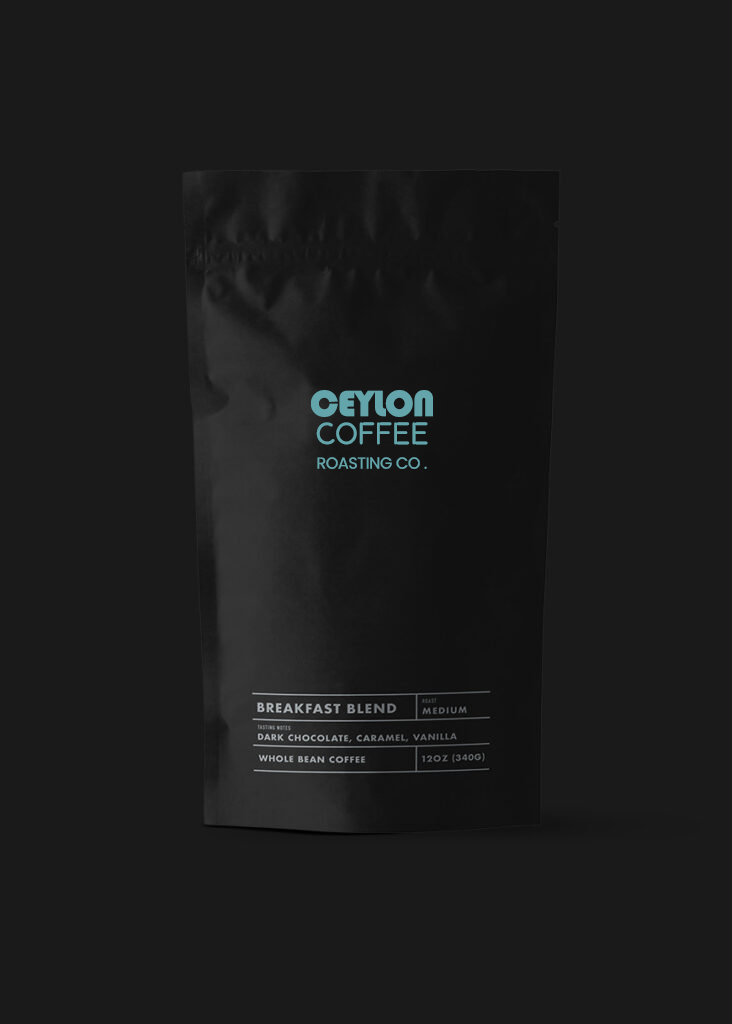 CEYLON
COFFEE
ROASTING CO.
BREAKFAST BLEND
ROAST
MEDIUM
TASTING NOTES
DARK CHOCOLATE, CARAMEL, VANILLA
WHOLE BEAN COFFEE
12OZ (340G)